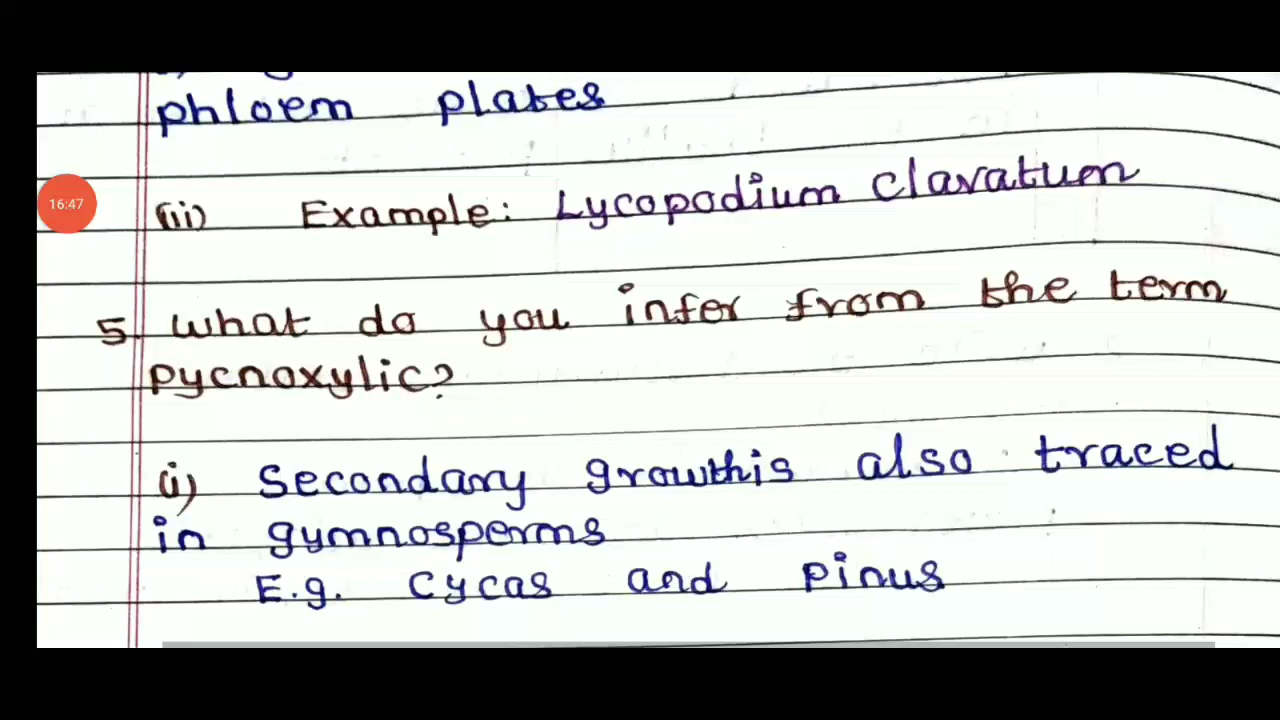 phloem plates
16:47
(ii) Example: Lycopodium clavatum
5. What do you infer from the term
pycnoxylic?
(i) Secondary growthis also traced
in gymnosperms
E.g. Cycas and pinus